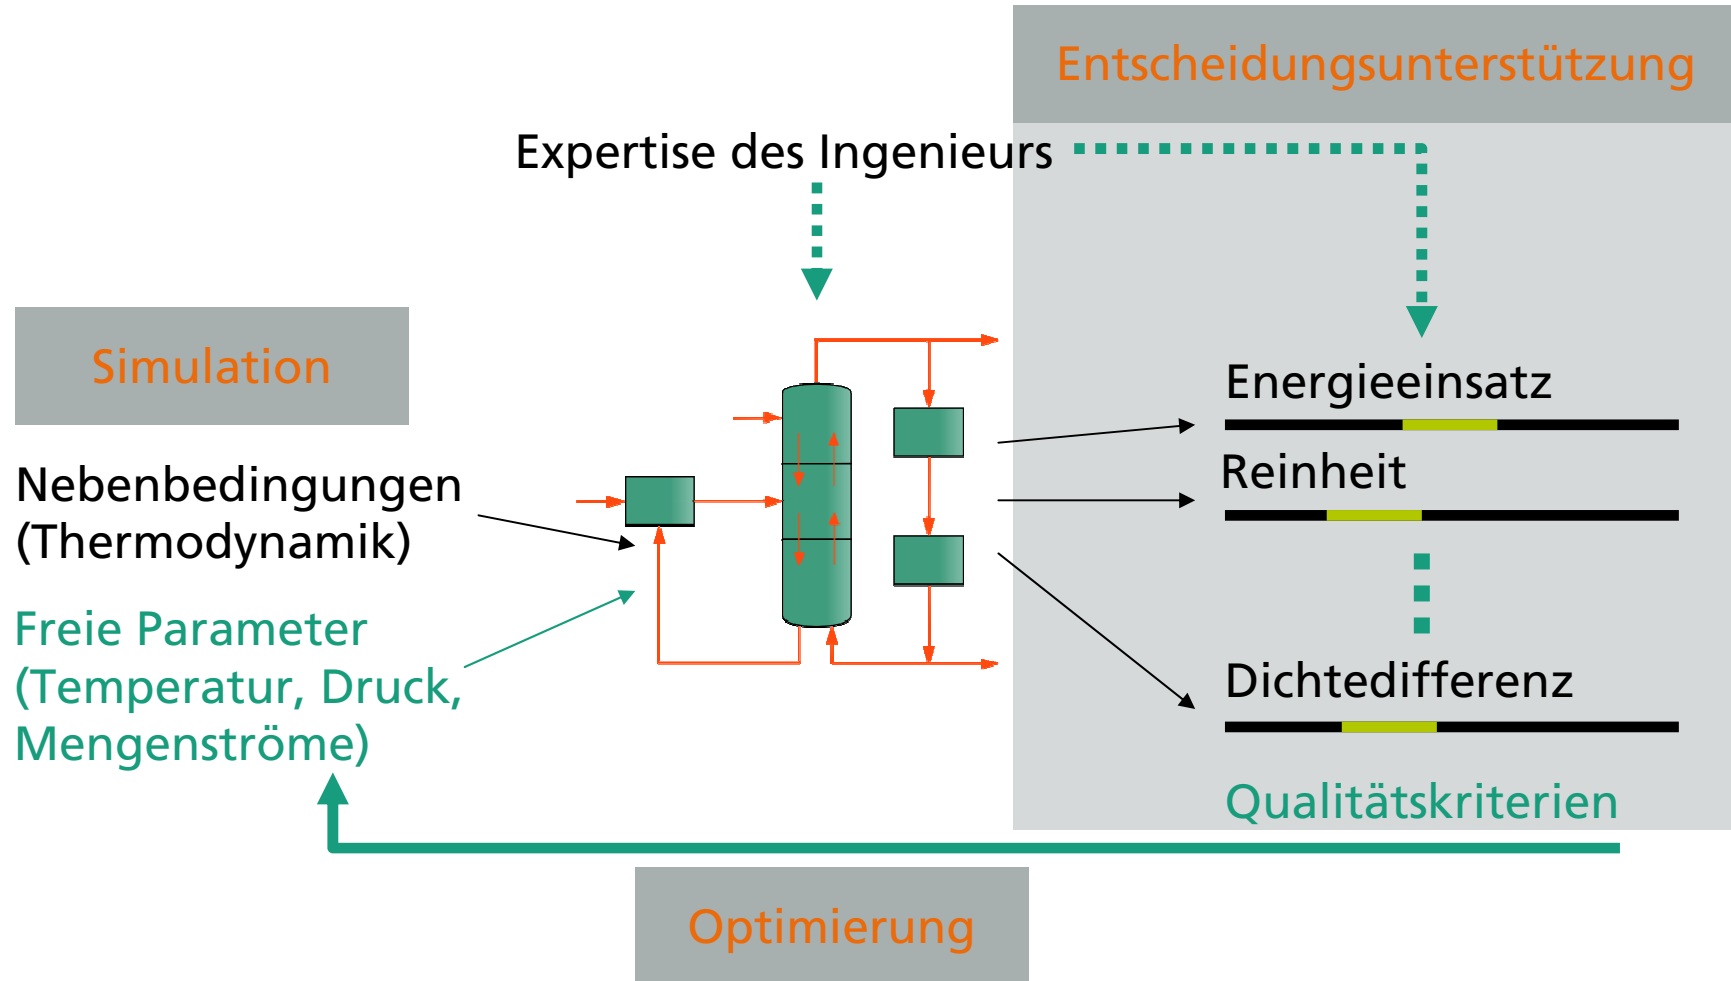 Entscheidungsunterstützung
Expertise des Ingenieurs
Simulation
Energieeinsatz
Reinheit
Nebenbedingungen
(Thermodynamik)
Freie Parameter
(Temperatur, Druck,
Mengenströme)
Dichtedifferenz
Qualitätskriterien
Optimierung